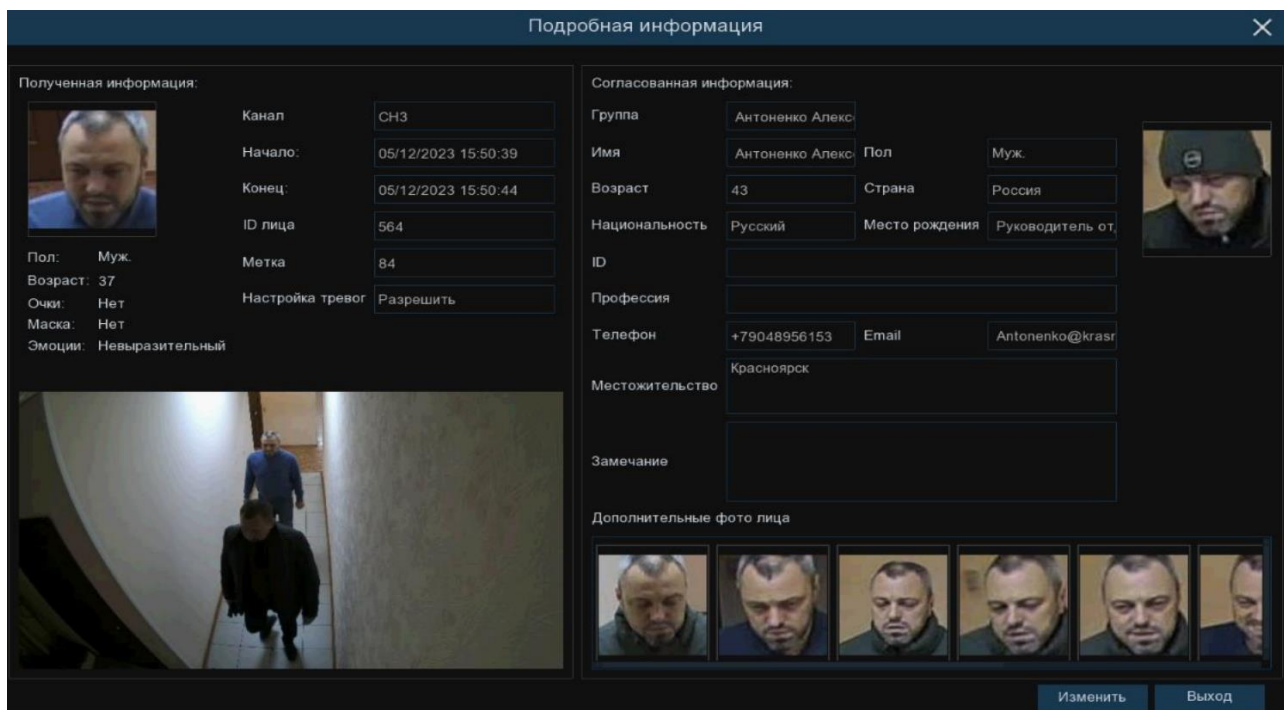 Подробная информация
Полученная информация:
Канал CH3
Начало: 05/12/2023 15:50:39
Конец: 05/12/2023 15:50:44
ID лица 564
Метка 84
Настройка тревог Разрешить
Пол: Муж.
Возраст: 37
Очки: Нет
Маска: Нет
Эмоции: Невыразительный
Согласованная информация:
Группа Антоненко Алекс
Имя Антоненко Алекс Пол Муж.
Возраст 43 Страна Россия
Национальность Русский Место рождения Руководитель от
ID
Профессия
Телефон +79048956153 Email Antonenko@krasr
Местожительство Красноярск
Замечание
Дополнительные фото лица
Изменить Выход